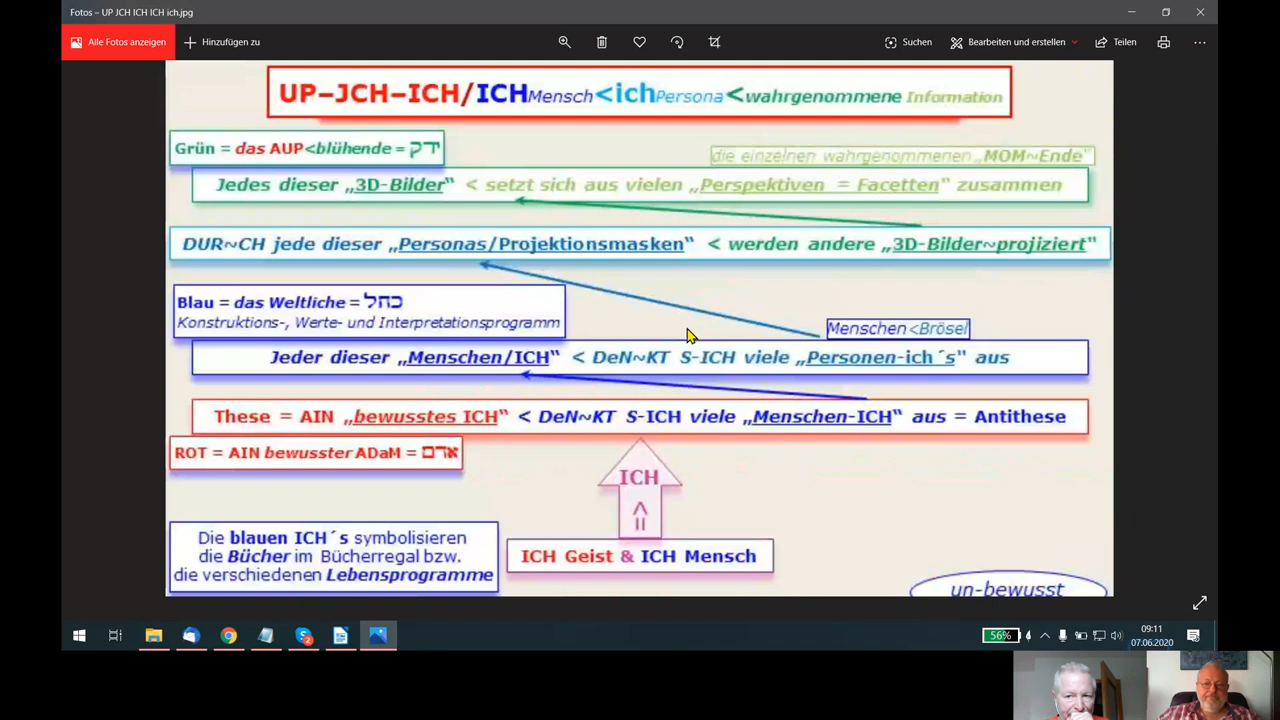 Fotos – UP JCH ICH ICH ich.jpg
Alle Fotos anzeigen
Hinzufügen zu
Suchen
Bearbeiten und erstellen
Teilen
UP–JCH–ICH/ICHMensch<ichPersona<wahrgenommene Information
Grün = das AUP<blühende = ירק
die einzelnen wahrgenommenen „MOM~Ende"
Jedes dieser „3D-Bilder“ < setzt sich aus vielen „Perspektiven = Facetten“ zusammen
DUR~CH jede dieser „Personas/Projektionsmasken“ < werden andere „3D-Bilder~projiziert"
Blau = das Weltliche = כחל
Konstruktions-, Werte- und Interpretationsprogramm
Menschen<Brösel
Jeder dieser „Menschen/ICH“ < DeN~KT S-ICH viele „Personen-ich´s" aus
These = AIN „bewusstes ICH“ < DeN~KT S-ICH viele „Menschen-ICH“ aus = Antithese
ROT = AIN bewusster ADaM = אדם
ICH
=>
Die blauen ICH´s symbolisieren
die Bücher im Bücherregal bzw.
die verschiedenen Lebensprogramme
ICH Geist & ICH Mensch
un-bewusst
56%
09:11
07.06.2020